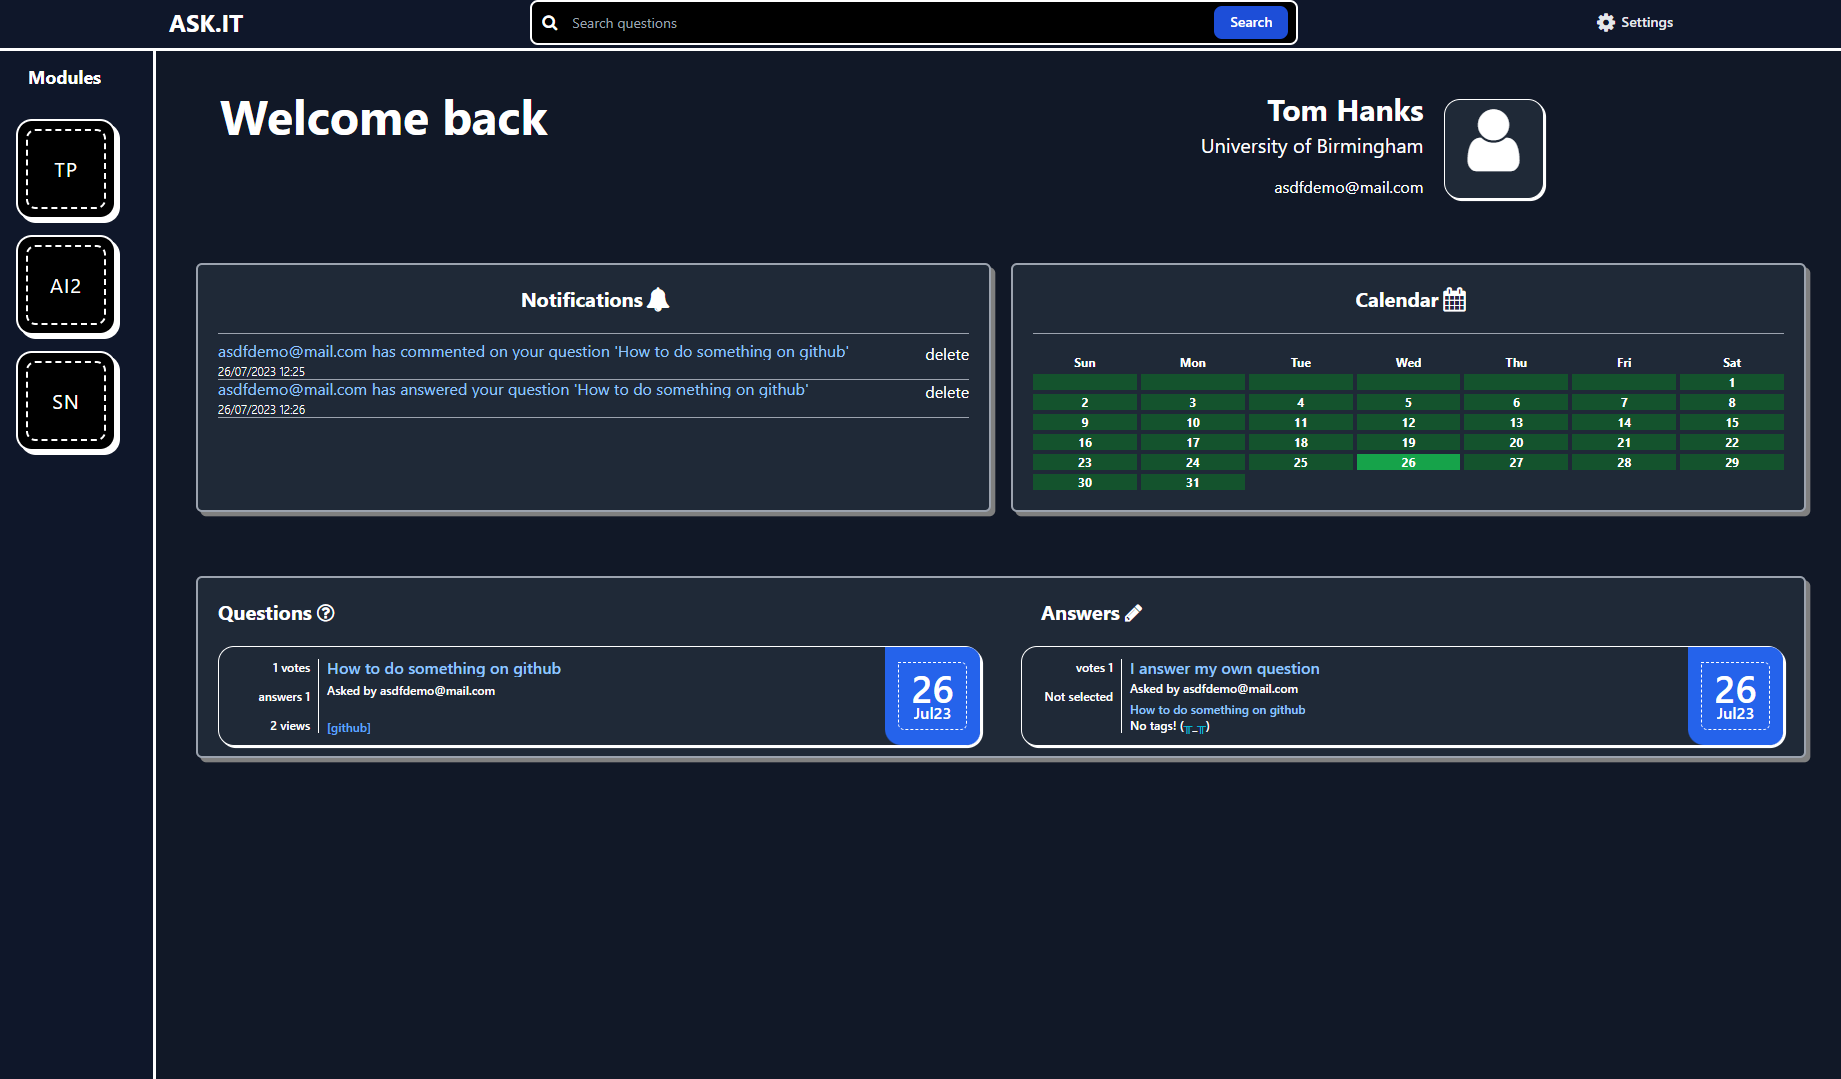 ASK.IT
Search questions
Search
Settings
Modules
TP
AI2
SN
Welcome back
Tom Hanks
University of Birmingham
asdfdemo@mail.com
Notifications
asdfdemo@mail.com has commented on your question 'How to do something on github'
delete
26/07/2023 12:25
asdfdemo@mail.com has answered your question 'How to do something on github'
delete
26/07/2023 12:26
Calendar
Sun Mon Tue Wed Thu Fri Sat
1
2 3 4 5 6 7 8
9 10 11 12 13 14 15
16 17 18 19 20 21 22
23 24 25 26 27 28 29
30 31
Questions
1 votes
answers 1
2 views
How to do something on github
Asked by asdfdemo@mail.com
[github]
26
Jul23
Answers
votes 1
Not selected
I answer my own question
Asked by asdfdemo@mail.com
How to do something on github
No tags! (╥_╥)
26
Jul23